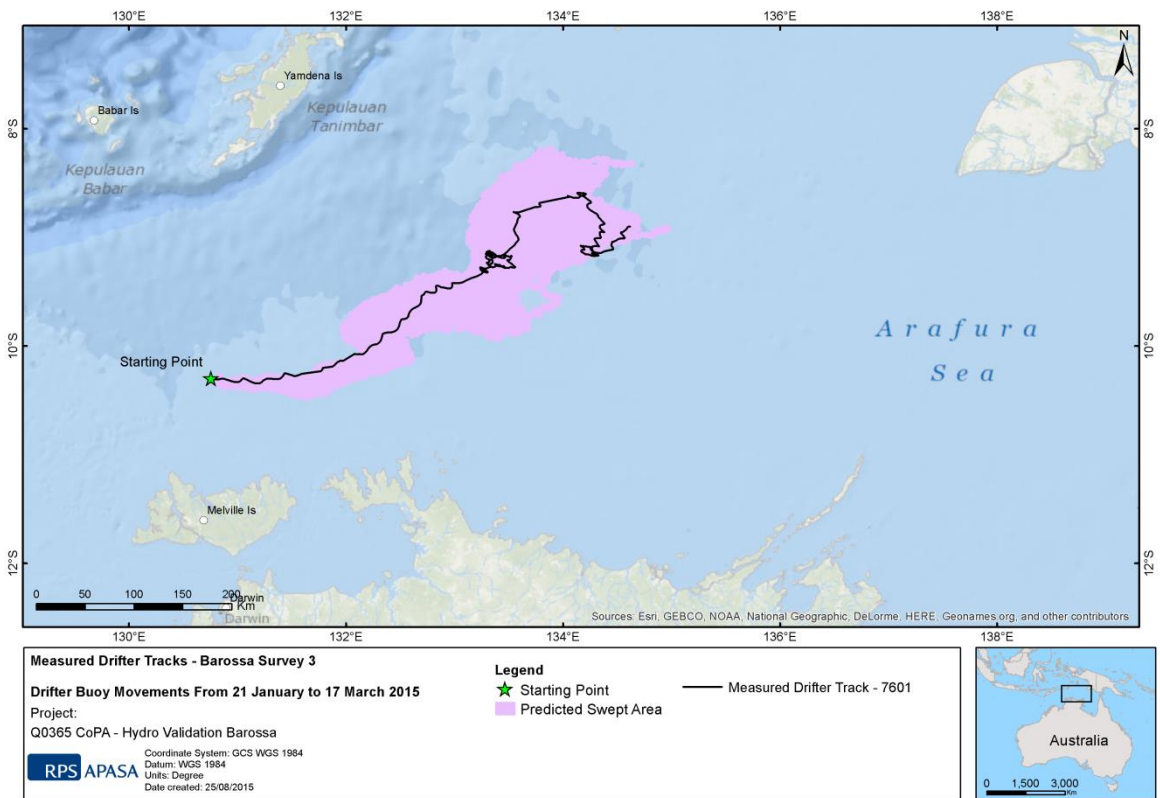 130°E 132°E 134°E 136°E 138°E
N
Yamdena Is
Babar Is
Kepulauan
Tanimbar
8°S 8°S
Kepulauan
Babar
Arafura
Sea
10°S 10°S
Starting Point
Melville Is
12°S 12°S
Darwin
0 50 100 150 200
Km
Darwin
Sources: Esri, GEBCO, NOAA, National Geographic, DeLorme, HERE, Geonames.org, and other contributors
130°E 132°E 134°E 136°E 138°E
Measured Drifter Tracks - Barossa Survey 3
Drifter Buoy Movements From 21 January to 17 March 2015
Project:
Q0365 CoPA - Hydro Validation Barossa
RPS APASA
Coordinate System: GCS WGS 1984
Datum: WGS 1984
Units: Degree
Date created: 25/08/2015
Legend
Starting Point
Predicted Swept Area
Measured Drifter Track - 7601
Australia
0 1,500 3,000
Km